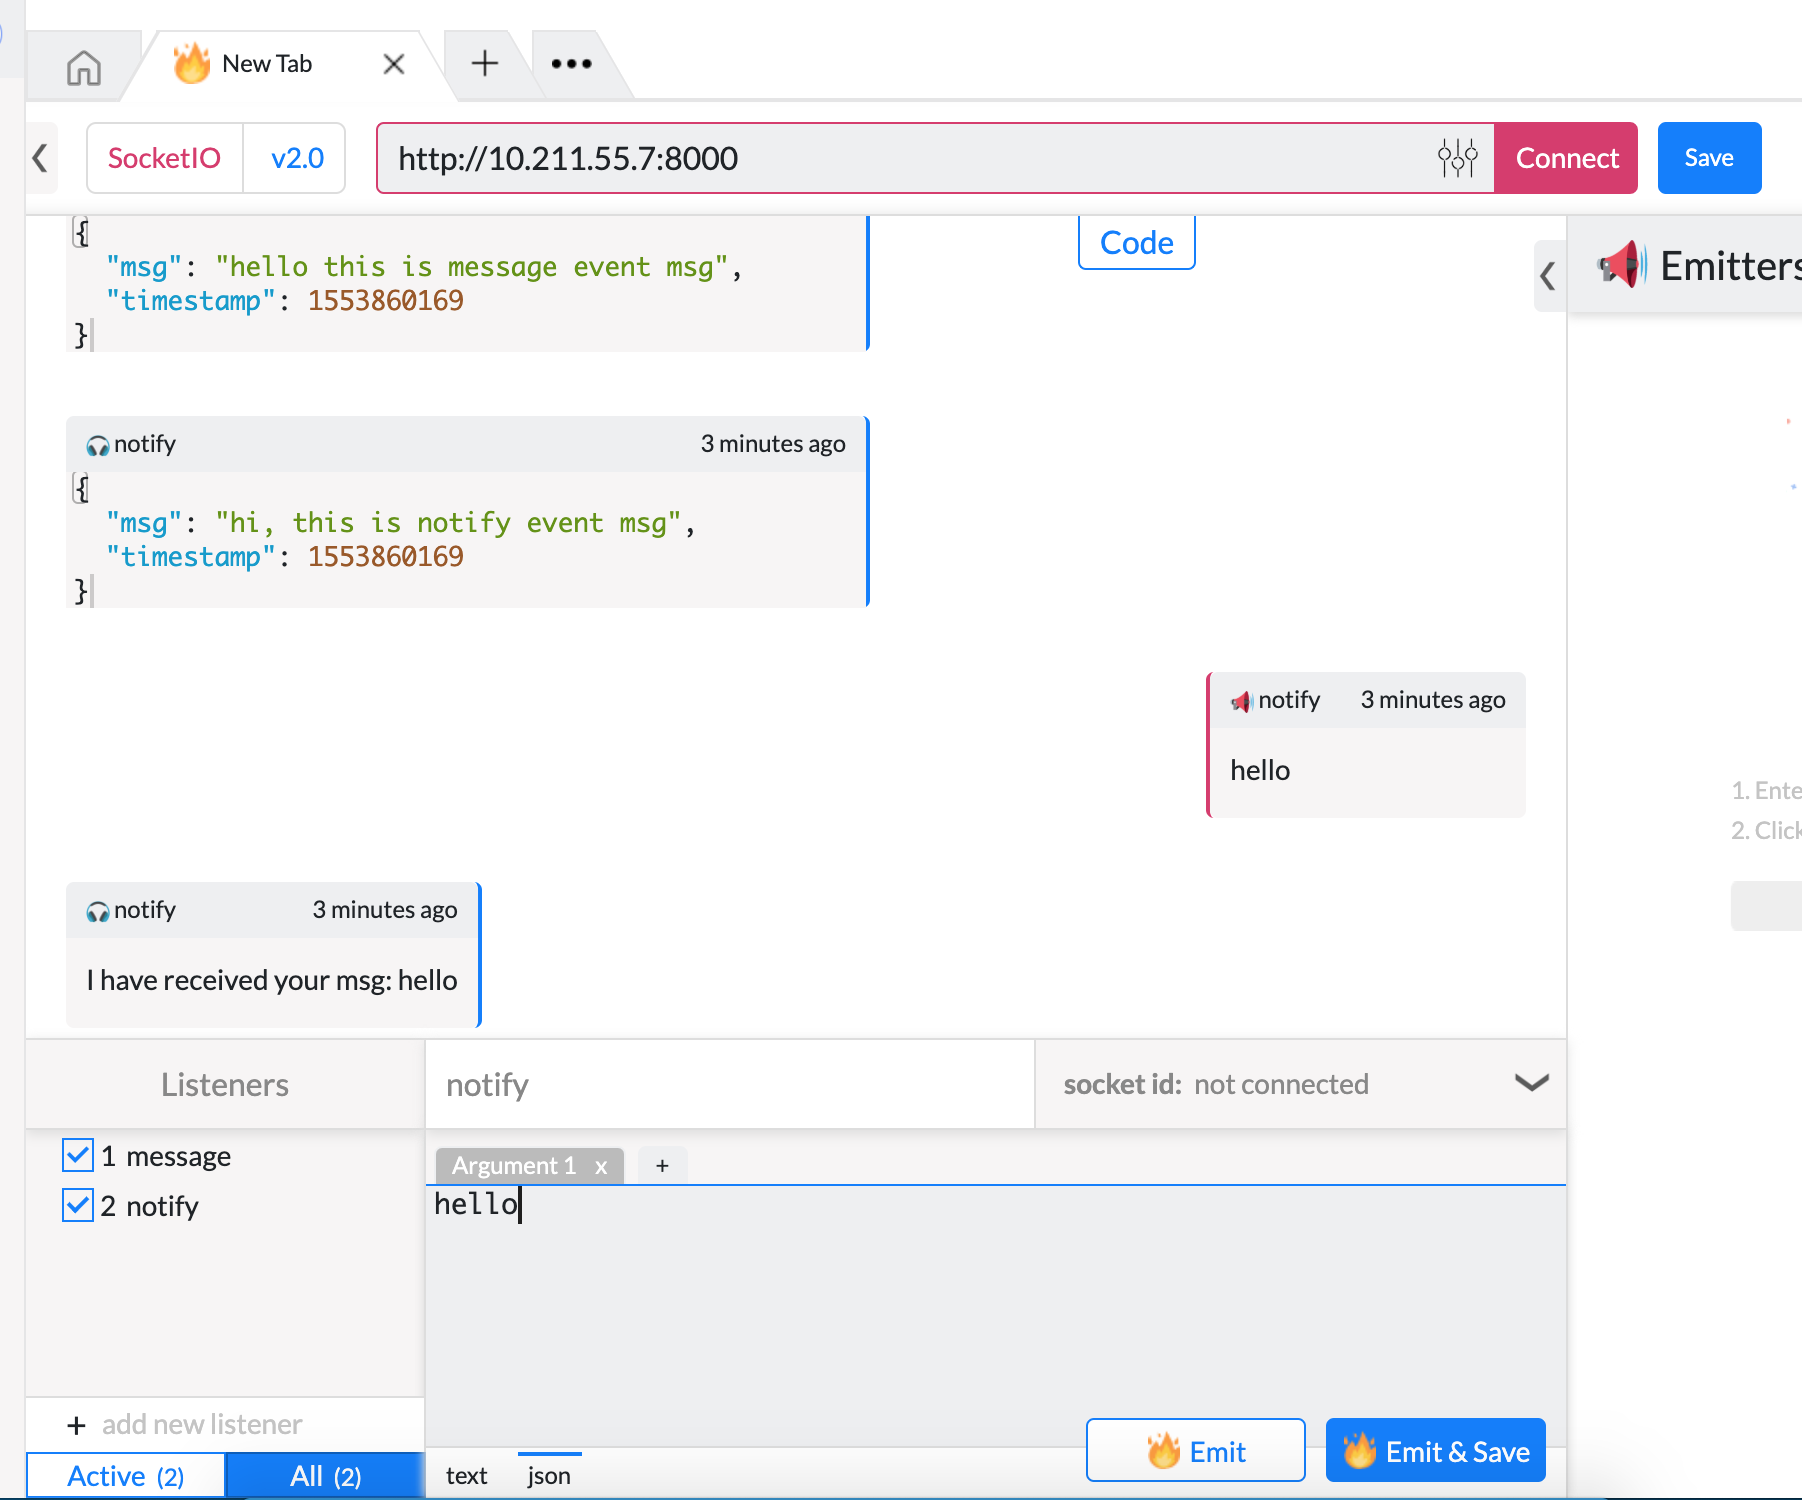 New Tab
SocketIO v2.0 http://10.211.55.7:8000 Connect Save
{
"msg": "hello this is message event msg",
"timestamp": 1553860169
}
Code
Emitters
notify 3 minutes ago
{
"msg": "hi, this is notify event msg",
"timestamp": 1553860169
}
notify 3 minutes ago
hello
1. Ente
2. Click
notify 3 minutes ago
I have received your msg: hello
Listeners notify socket id: not connected
1 message
2 notify
Argument 1 x +
hello
+ add new listener
Active (2) All (2)
text json
Emit Emit & Save